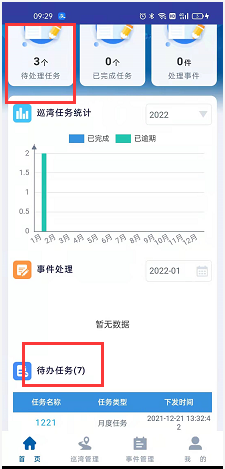 09:29
3个
0个
0件
待处理任务
已完成任务
处理事件
巡湾任务统计
2022
已完成
已逾期
2
1.5
1
0.5
0
1月 2月 3月 4月 5月 6月 7月 8月 9月 10月 11月 12月
事件处理
2022-01
暂无数据
待办任务(7)
任务名称
任务类型
下发时间
1221
月度任务
2021-12-21 13:32:42
首 页
巡湾管理
事件管理
我 的